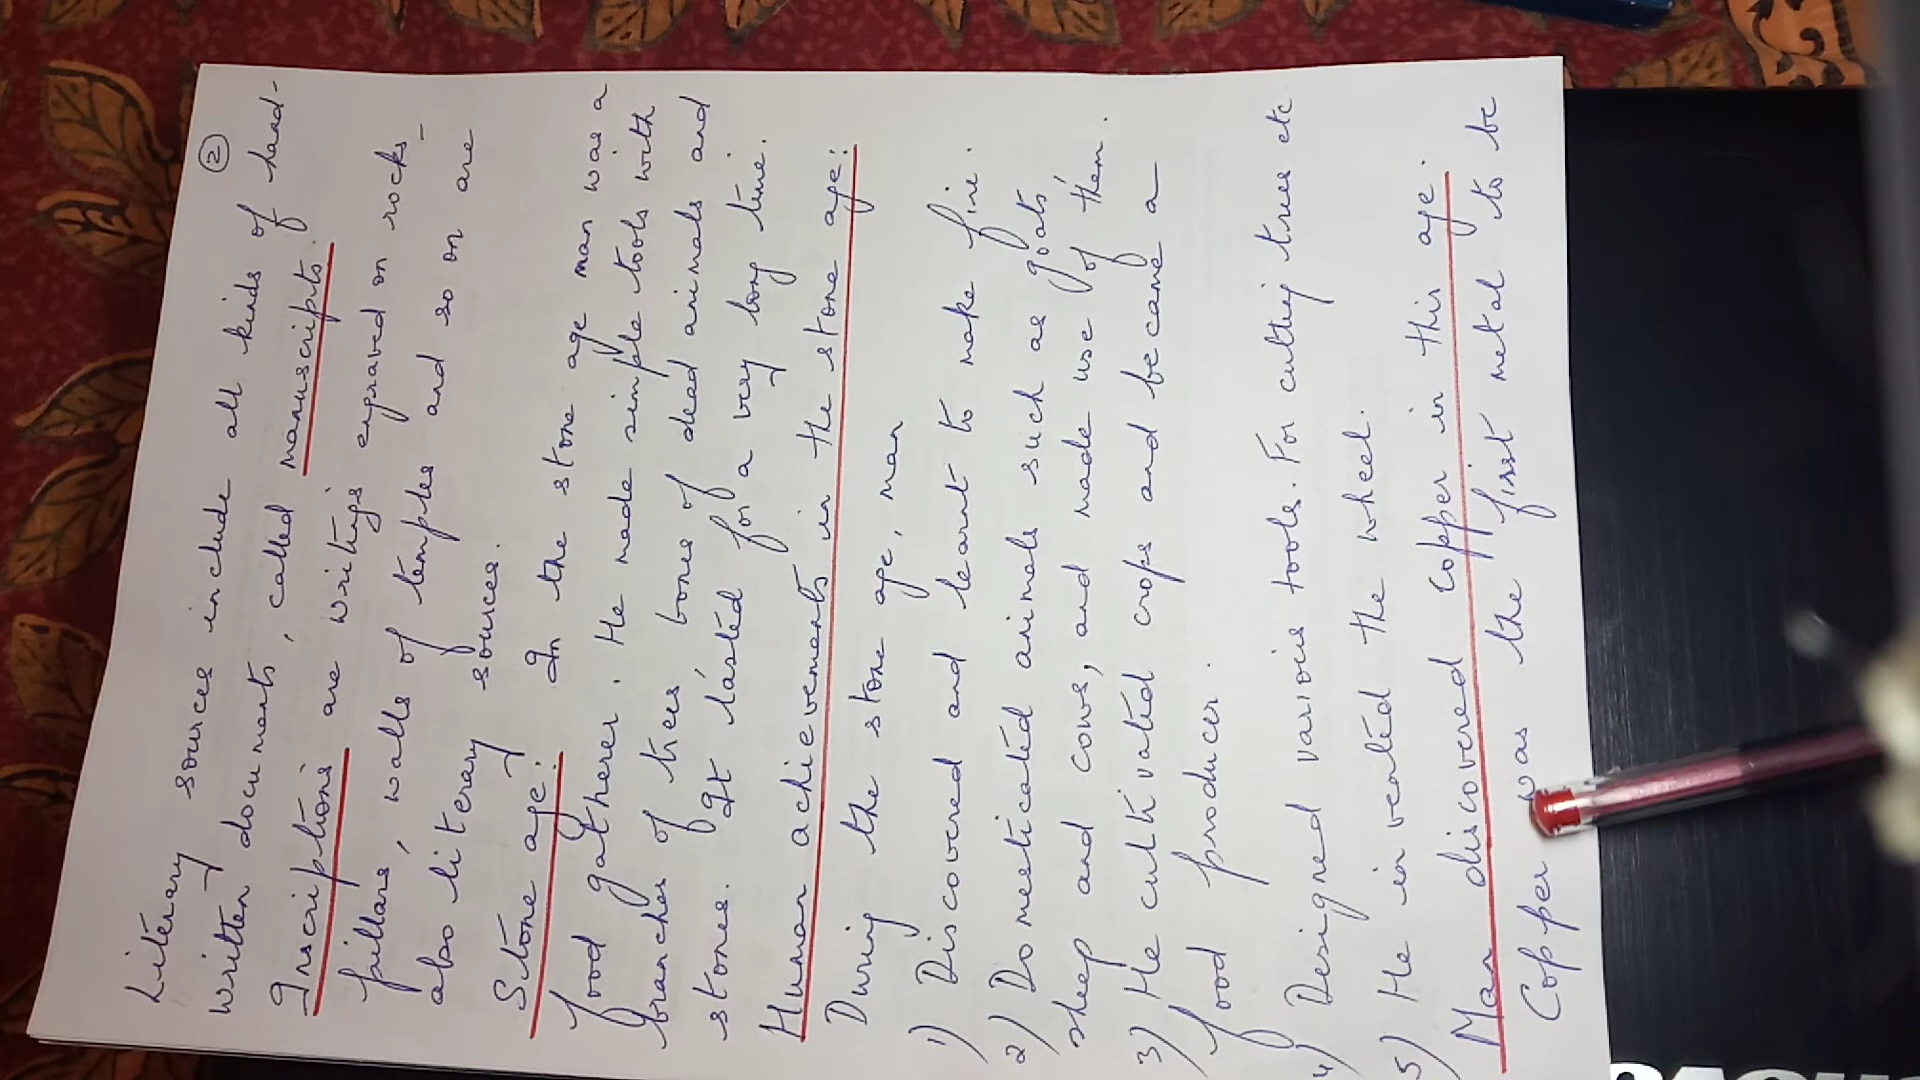 ②
Literary sources include all kinds of hand-
written documents, called manuscripts.
Inscriptions are writings engraved on rocks-
pillars, walls of temples and so on are
also literary sources.
Stone age: In the stone age man was a
food gatherer. He made simple tools with
branches of trees bones of dead animals and
stones. It lasted for a very long time.
Human achievements in the stone age:
During the stone age, man
1) Discovered and learnt to make fire.
2) Domesticated animals such as goats,
sheep and cows, and made use of them.
3) He cultivated crops and became a
food producer.
4) Designed various tools. For cutting trees etc.
5) He invented the wheel.
Man discovered copper in this age.
Copper was the first metal to be